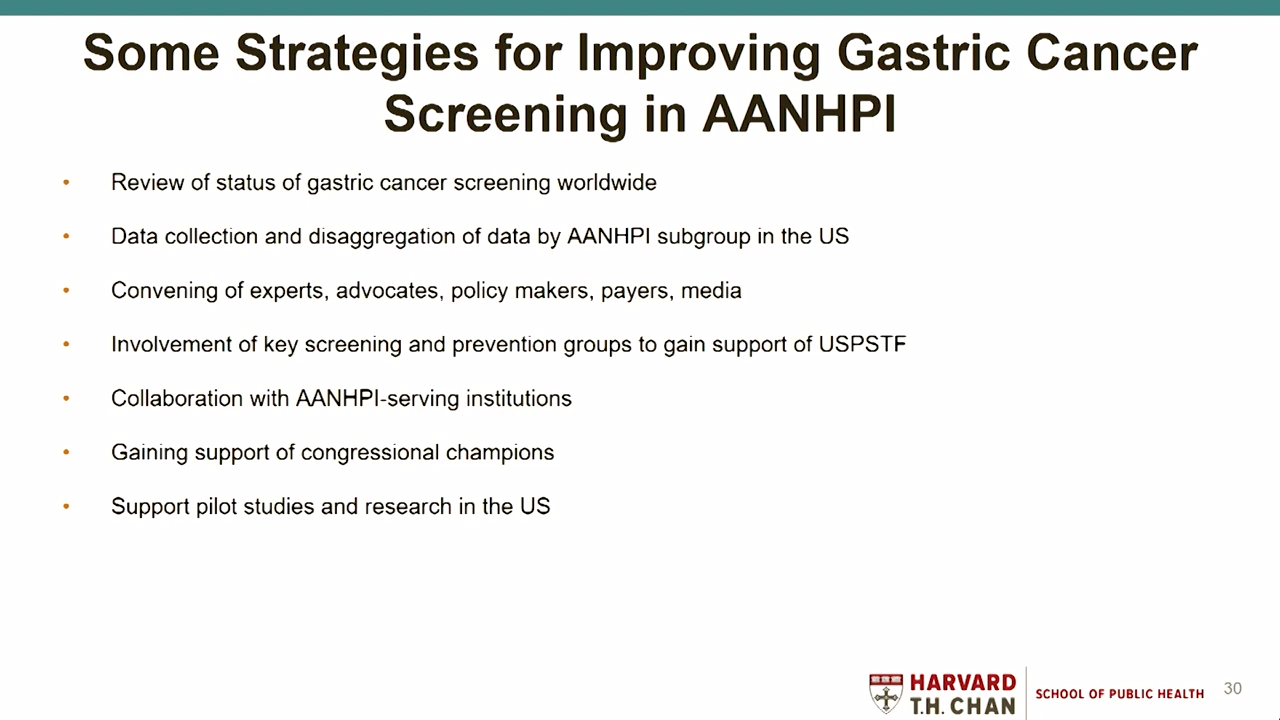 Some Strategies for Improving Gastric Cancer
Screening in AANHPI
• Review of status of gastric cancer screening worldwide
• Data collection and disaggregation of data by AANHPI subgroup in the US
• Convening of experts, advocates, policy makers, payers, media
• Involvement of key screening and prevention groups to gain support of USPSTF
• Collaboration with AANHPI-serving institutions
• Gaining support of congressional champions
• Support pilot studies and research in the US
HARVARD
T.H. CHAN
SCHOOL OF PUBLIC HEALTH
30